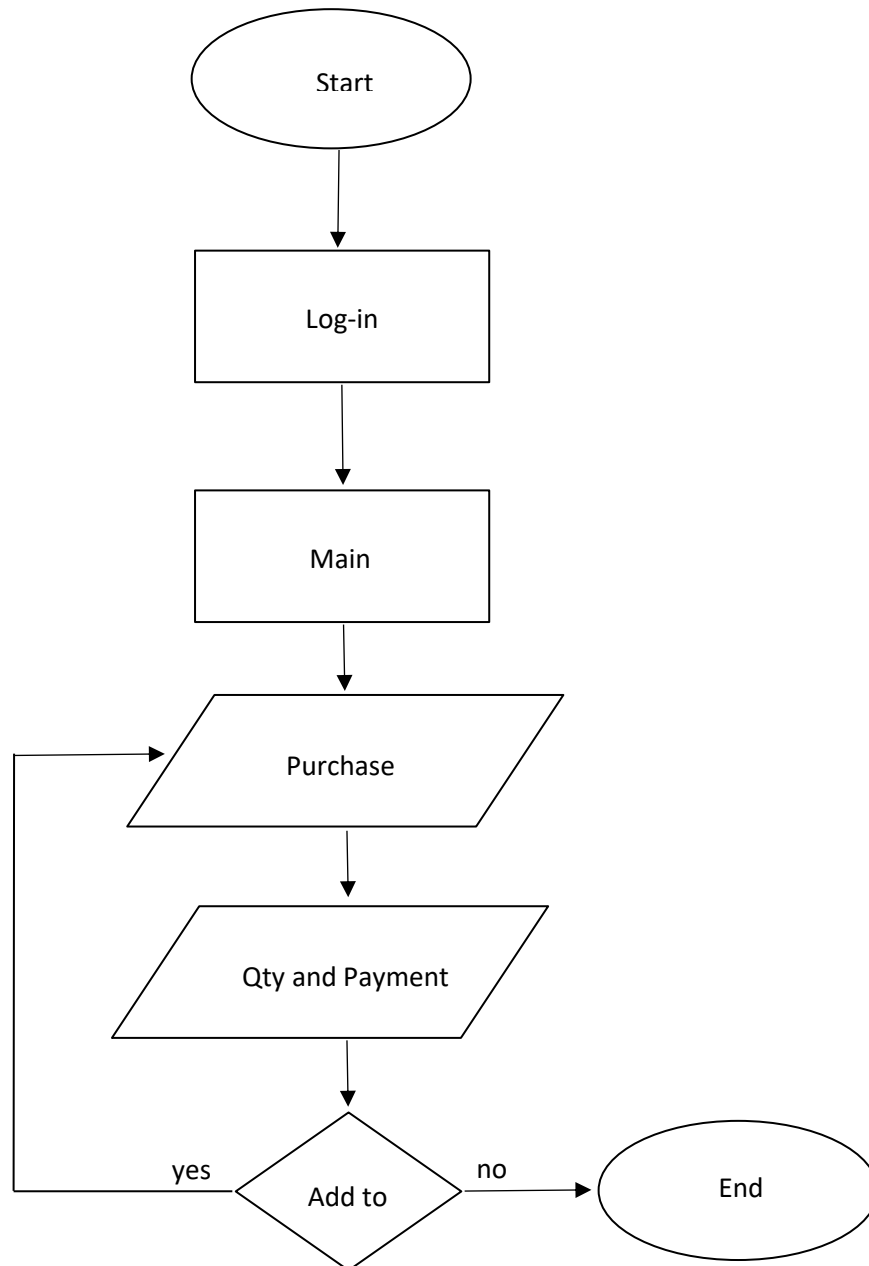 Start
Log-in
Main
Purchase
Qty and Payment
yes
Add to
no
End